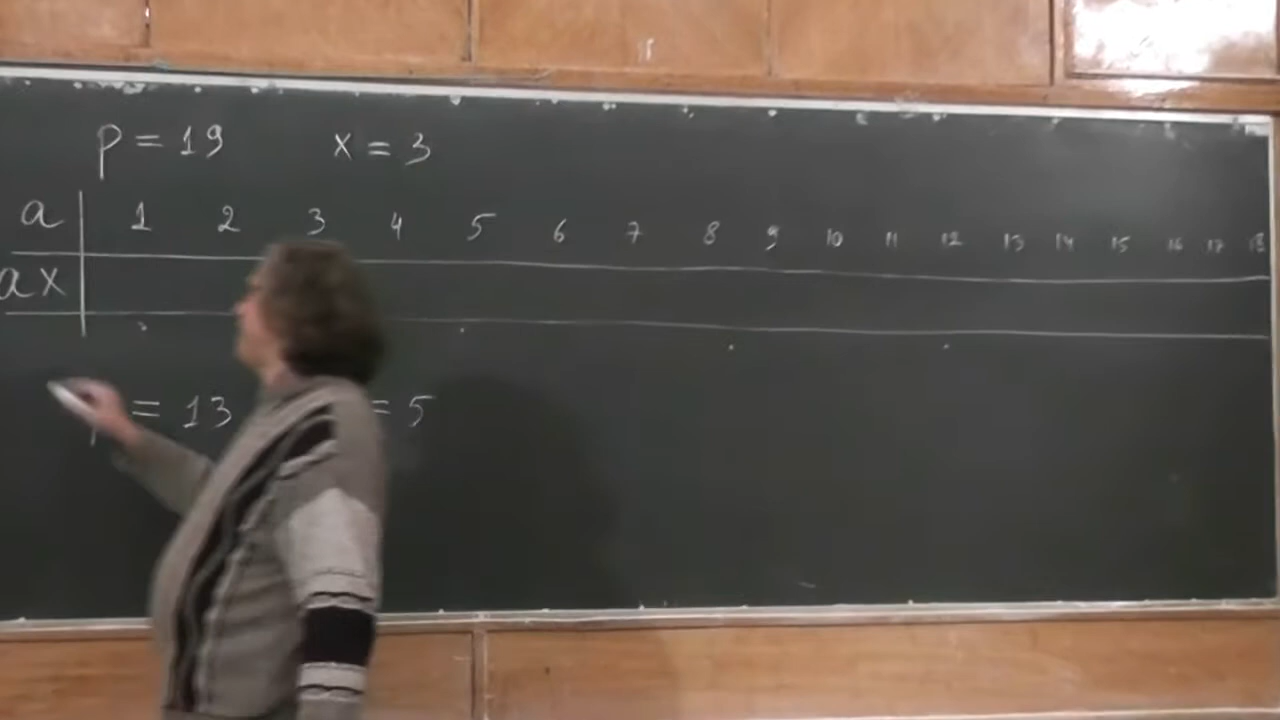 p = 19 x = 3
a 1 2 3 4 5 6 7 8 9 10 11 12 13 14 15 16 17 18
ax
= 13 = 5